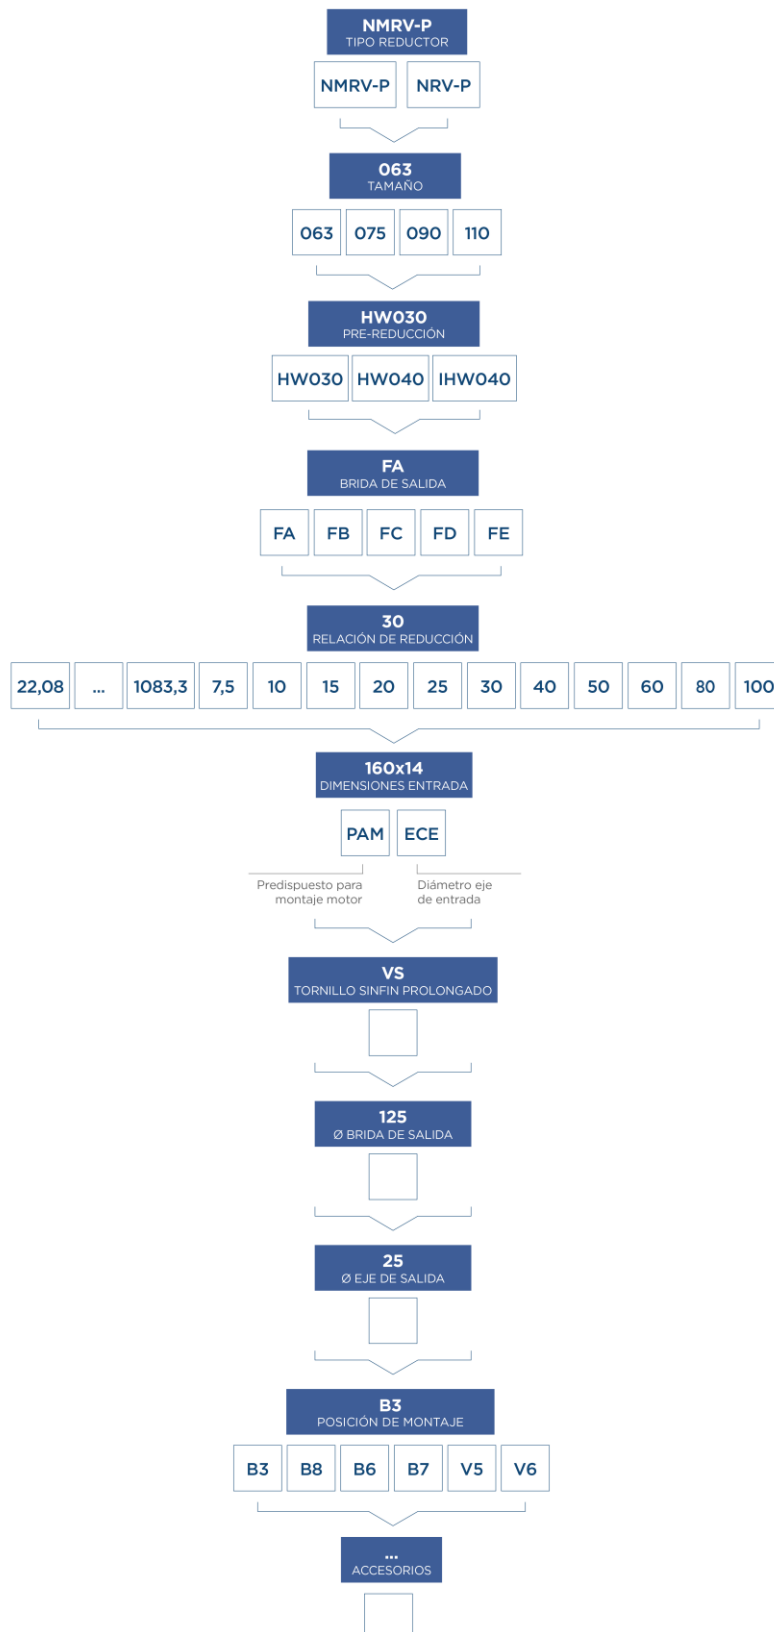 NMRV-P
TIPO REDUCTOR
NMRV-P NRV-P
063
TAMAÑO
063 075 090 110
HW030
PRE-REDUCCIÓN
HW030 HW040 IHW040
FA
BRIDA DE SALIDA
FA FB FC FD FE
30
RELACIÓN DE REDUCCIÓN
22,08 ... 1083,3 7,5 10 15 20 25 30 40 50 60 80 100
160x14
DIMENSIONES ENTRADA
PAM ECE
Predispuesto para Diámetro eje
montaje motor de entrada
VS
TORNILLO SINFIN PROLONGADO
125
Ø BRIDA DE SALIDA
25
Ø EJE DE SALIDA
B3
POSICIÓN DE MONTAJE
B3 B8 B6 B7 V5 V6
...
ACCESORIOS